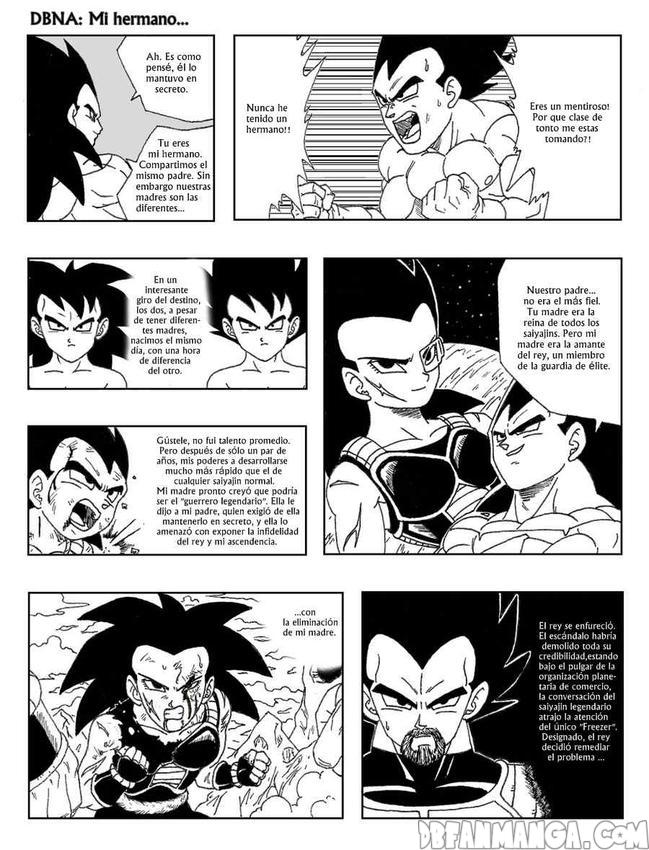 DBNA: Mi hermano...
Ah. Es como
pensé, él lo
mantuvo en
secreto.
Tu eres
mi hermano.
Compartimos el
mismo padre. Sin
embargo nuestras
madres son las
diferentes...
Nunca he
tenido un
hermano!!
Eres un mentiroso!
Por que clase de
tonto me estas
tomando?!
En un
interesante
giro del destino,
los dos, a pesar
de tener diferen-
tes madres,
nacimos el mismo
día, con una hora
de diferencia
del otro.
Nuestro padre...
no era el más fiel.
Tu madre era la
reina de todos los
saiyajins. Pero mi
madre era la amante
del rey, un miembro
de la guardia de élite.
Gústele, no fui talento promedio.
Pero después de sólo un par de
años, mis poderes a desarrollarse
mucho más rápido que el de
cualquier saiyajin normal.
Mi madre pronto creyó que podría
ser el "guerrero legendario". Ella le
dijo a mi padre, quien exigió de ella
mantenerlo en secreto, y ella lo
amenazó con exponer la infidelidad
del rey y mi ascendencia.
...con
la eliminación
de mi madre.
El rey se enfureció.
El escándalo habría
demolido toda su
credibilidad,estando
bajo el pulgar de la
organización plane-
taria de comercio,
la conversación del
saiyajin legendario
atrajo la atención
del único "Freezer".
Designado, el rey
decidió remediar
el problema ...
DBFANMANGA.COM